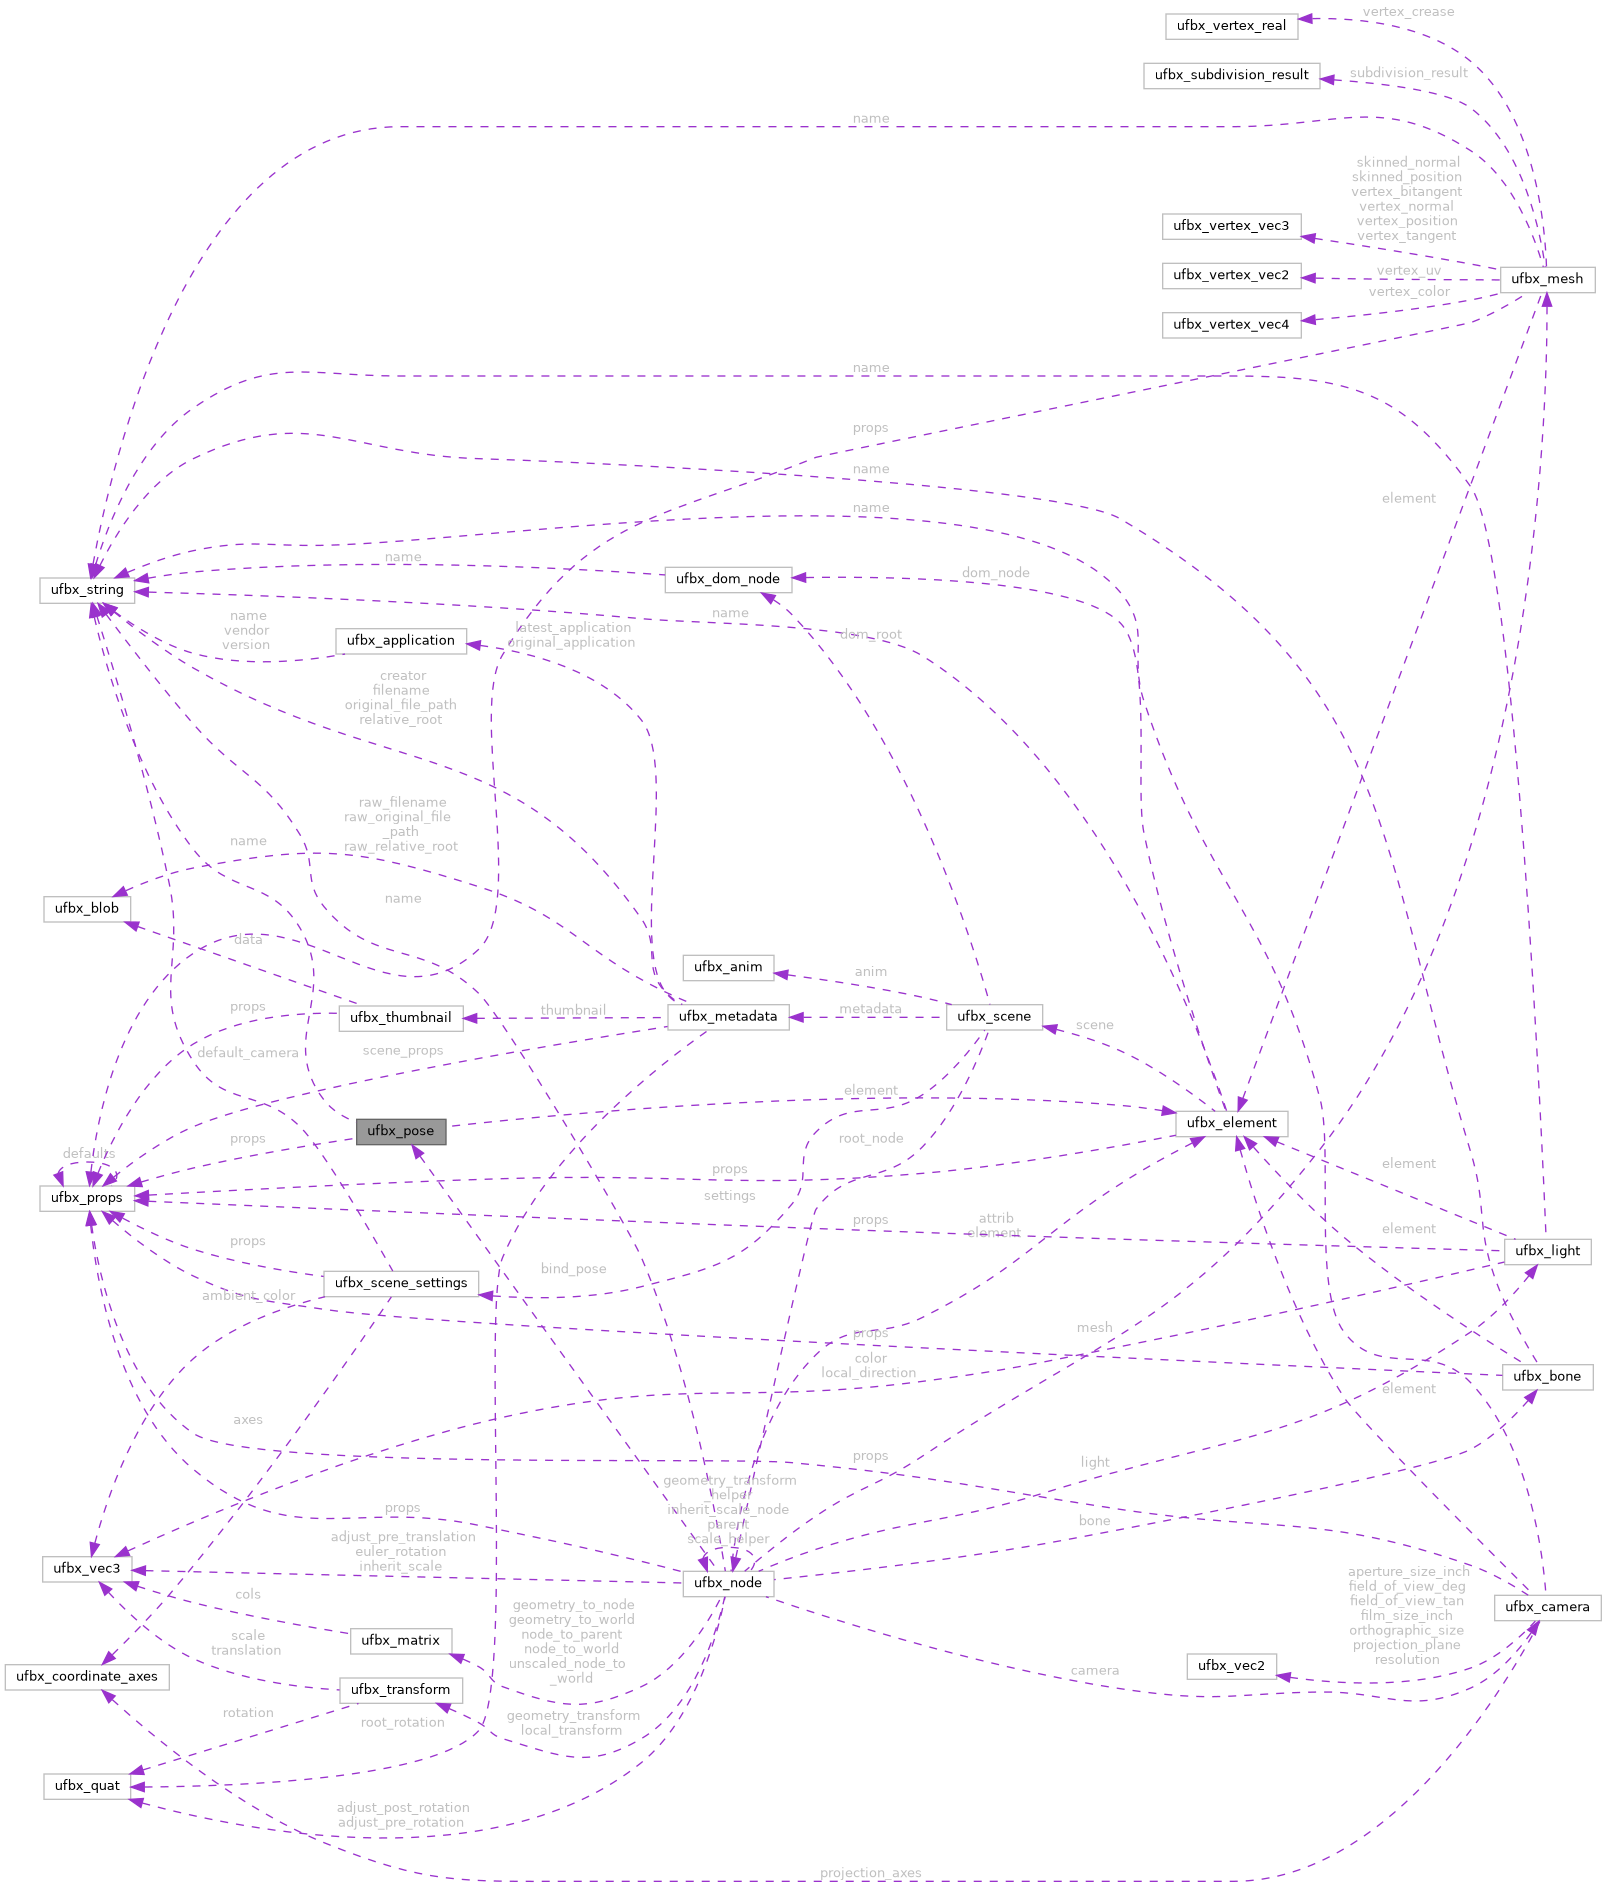 vertex_crease
ufbx_vertex_real
subdivision_result
ufbx_subdivision_result
name
skinned_normal
skinned_position
vertex_bitangent
vertex_normal
vertex_position
vertex_tangent
ufbx_vertex_vec3
vertex_uv
ufbx_vertex_vec2
ufbx_mesh
vertex_color
ufbx_vertex_vec4
name
props
name
element
name
name
dom_node
ufbx_dom_node
ufbx_string
name
vendor
version
name
latest_application
original_application
dom_root
ufbx_application
creator
filename
original_file_path
relative_root
raw_filename
raw_original_file
_path
raw_relative_root
name
name
ufbx_blob
data
ufbx_anim
anim
props
ufbx_thumbnail
thumbnail
ufbx_metadata
metadata
ufbx_scene
scene
default_camera
scene_props
element
ufbx_pose
ufbx_element
props
root_node
defaults
props
element
ufbx_props
settings
props
attrib
element
element
props
ufbx_light
bind_pose
ufbx_scene_settings
ambient_color
mesh
props
color
local_direction
ufbx_bone
element
axes
props
light
geometry_transform
_helper
inherit_scale_node
parent
scale_helper
props
bone
adjust_pre_translation
euler_rotation
inherit_scale
ufbx_vec3
ufbx_node
aperture_size_inch
field_of_view_deg
field_of_view_tan
film_size_inch
orthographic_size
projection_plane
resolution
ufbx_camera
cols
geometry_to_node
geometry_to_world
node_to_parent
node_to_world
unscaled_node_to
_world
scale
translation
ufbx_matrix
ufbx_vec2
camera
ufbx_coordinate_axes
ufbx_transform
rotation
root_rotation
geometry_transform
local_transform
ufbx_quat
adjust_post_rotation
adjust_pre_rotation
projection_axes